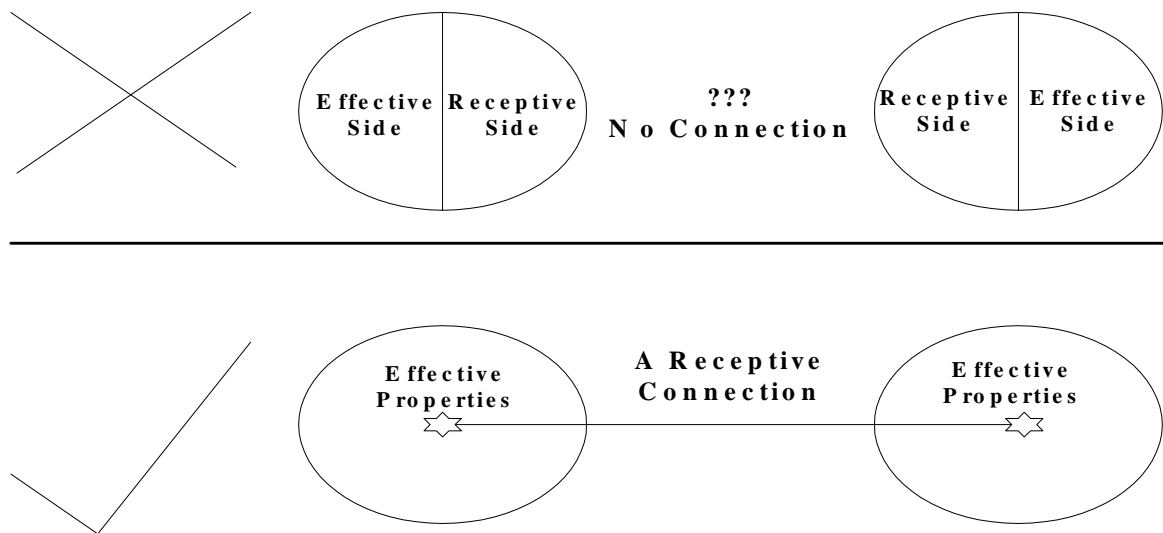 Effective Side
Receptive Side
???
No Connection
Receptive Side
Effective Side
Effective Properties
A Receptive Connection
Effective Properties